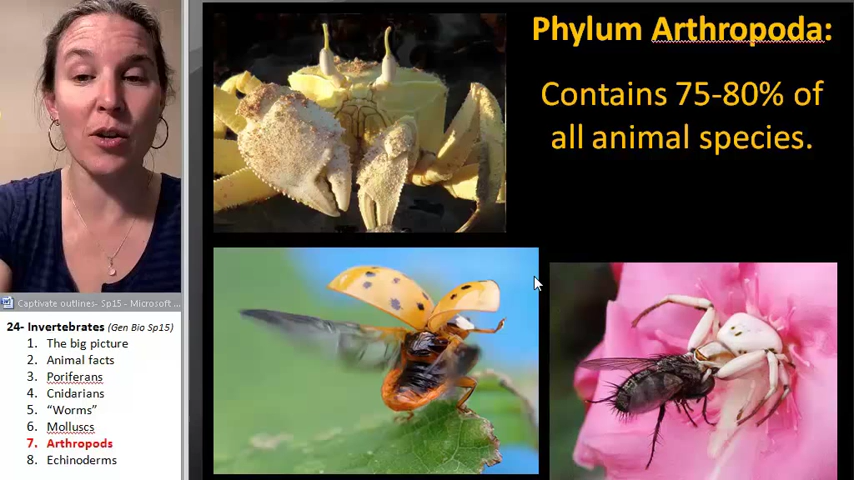 Phylum Arthropoda:
Contains 75-80% of
all animal species.
Captivate outlines- Sp15 - Microsoft ...
24- Invertebrates (Gen Bio Sp15)
1. The big picture
2. Animal facts
3. Poriferans
4. Cnidarians
5. “Worms”
6. Molluscs
7. Arthropods
8. Echinoderms